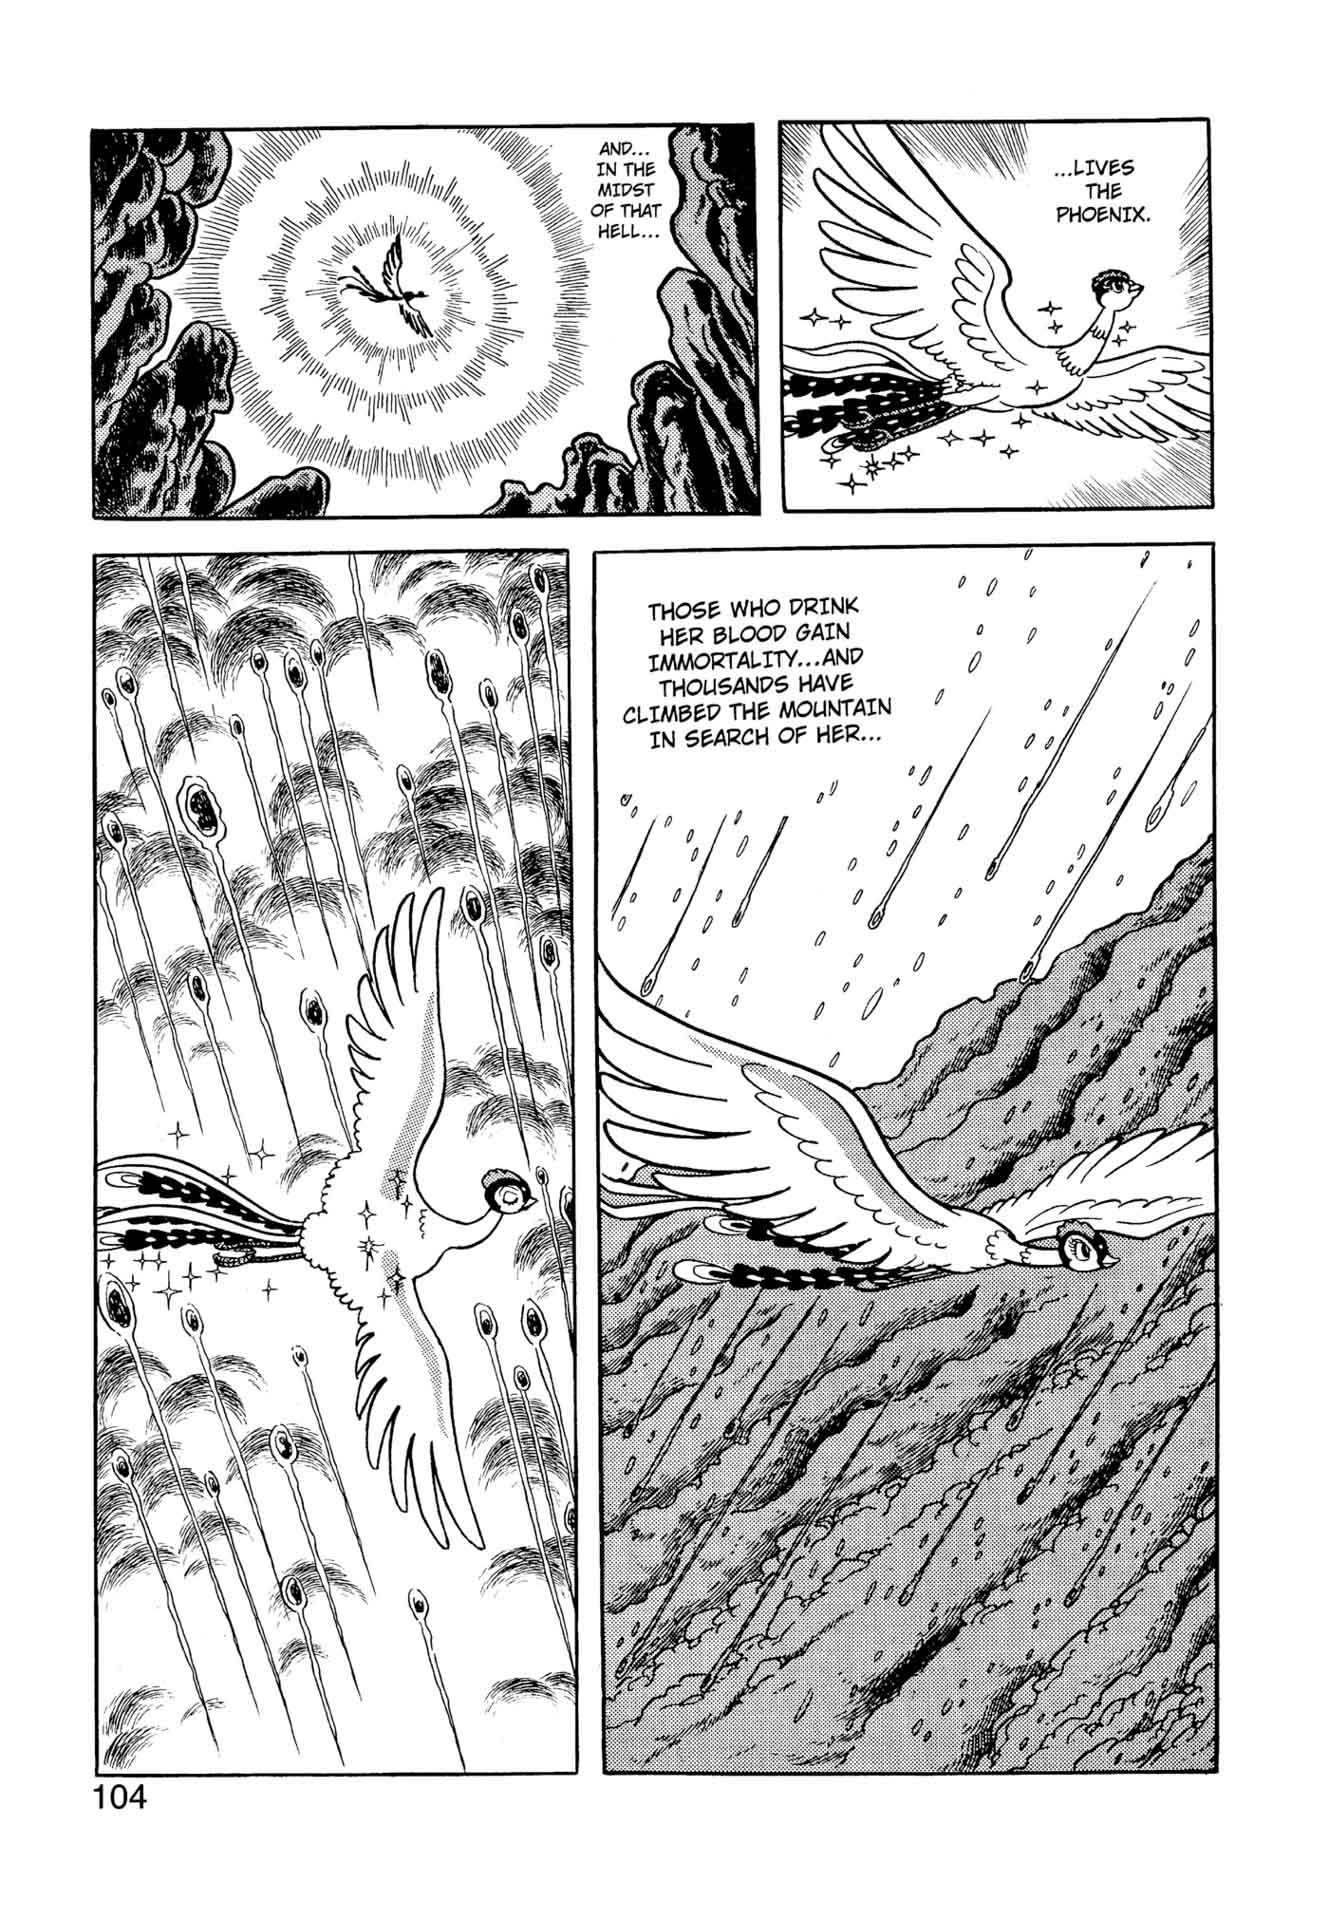 AND...
IN THE
MIDST
OF THAT
HELL...
...LIVES
THE
PHOENIX.
THOSE WHO DRINK
HER BLOOD GAIN
IMMORTALITY...AND
THOUSANDS HAVE
CLIMBED THE MOUNTAIN
IN SEARCH OF HER...
104